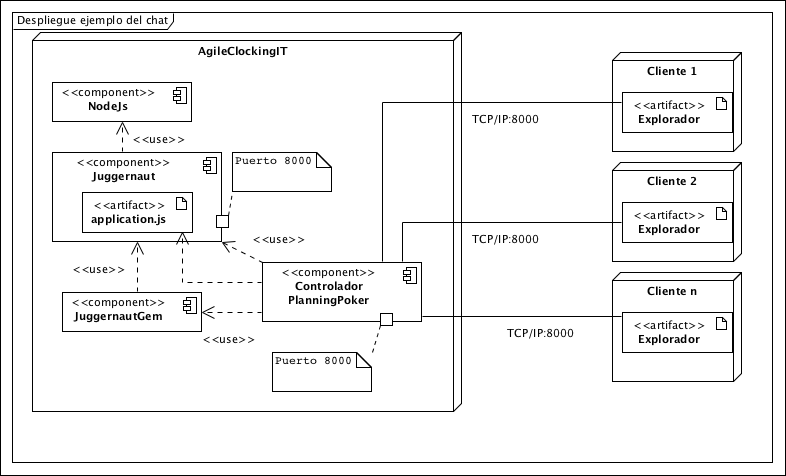 Despliegue ejemplo del chat
AgileClockingIT
<<component>>
NodeJs
<<use>>
<<component>>
Juggernaut
<<artifact>>
application.js
Puerto 8000
<<use>>
<<use>>
<<component>>
JuggernautGem
<<component>>
Controlador
PlanningPoker
<<use>>
Puerto 8000
Cliente 1
<<artifact>>
Explorador
TCP/IP:8000
Cliente 2
<<artifact>>
Explorador
TCP/IP:8000
Cliente n
<<artifact>>
Explorador
TCP/IP:8000